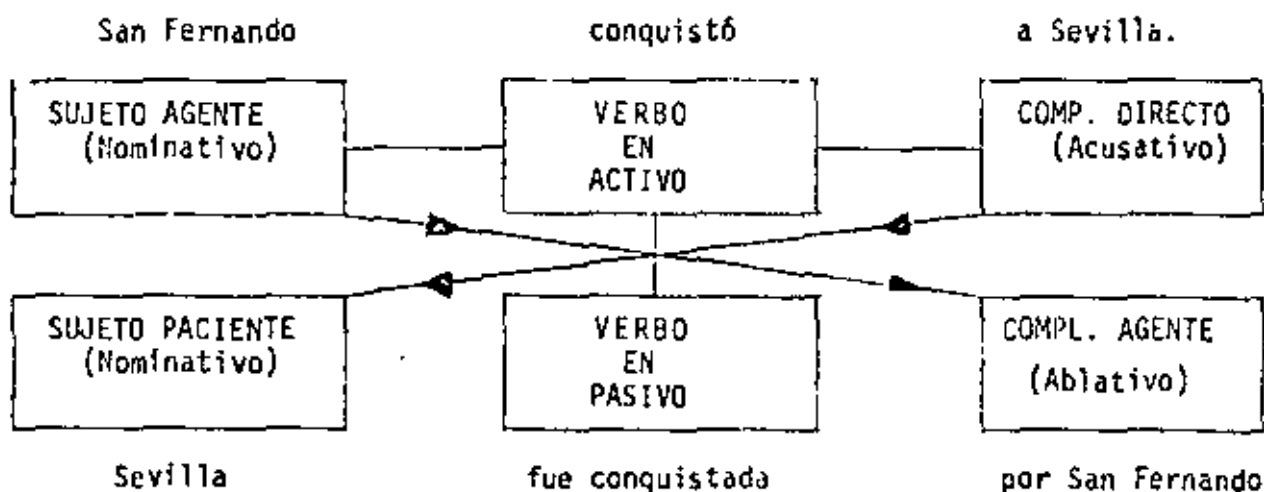 San Fernando conquistó a Sevilla.
SUJETO AGENTE
(Nominativo)
VERBO
EN
ACTIVO
COMP. DIRECTO
(Acusativo)
SUJETO PACIENTE
(Nominativo)
VERBO
EN
PASIVO
COMPL. AGENTE
(Ablativo)
Sevilla fue conquistada por San Fernando